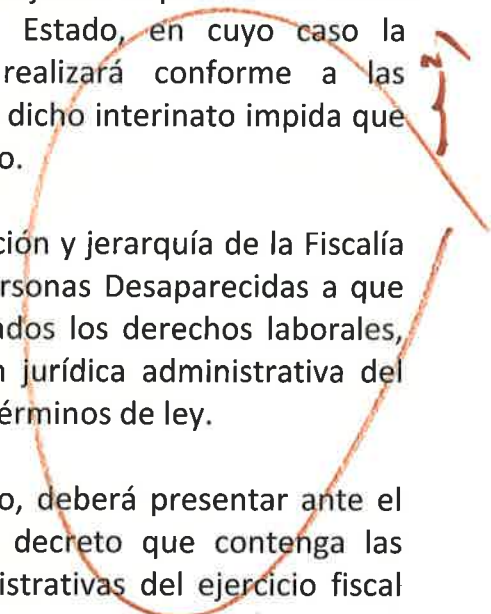 Estado, en cuyo caso la
realizará conforme a las
dicho interinato impida que
o.
ción y jerarquía de la Fiscalía
rsonas Desaparecidas a que
ados los derechos laborales,
n jurídica administrativa del
términos de ley.
o, deberá presentar ante el
decreto que contenga las
istrativas del ejercicio fiscal